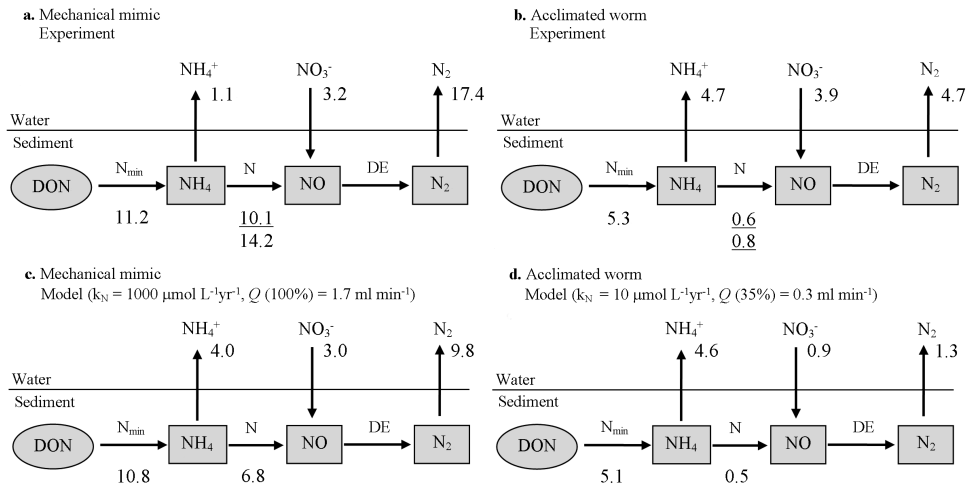 a. Mechanical mimic
Experiment
NH₄⁺ NO₃⁻ N₂
1.1 3.2 17.4
Water
Sediment
DON Nmin NH₄ N NO DE N₂
11.2 10.1
14.2
b. Acclimated worm
Experiment
NH₄⁺ NO₃⁻ N₂
4.7 3.9 4.7
Water
Sediment
DON Nmin NH₄ N NO DE N₂
5.3 0.6
0.8
c. Mechanical mimic
Model (kN = 1000 µmol L⁻¹yr⁻¹, Q (100%) = 1.7 ml min⁻¹)
NH₄⁺ NO₃⁻ N₂
4.0 3.0 9.8
Water
Sediment
DON Nmin NH₄ N NO DE N₂
10.8 6.8
d. Acclimated worm
Model (kN = 10 µmol L⁻¹yr⁻¹, Q (35%) = 0.3 ml min⁻¹)
NH₄⁺ NO₃⁻ N₂
4.6 0.9 1.3
Water
Sediment
DON Nmin NH₄ N NO DE N₂
5.1 0.5